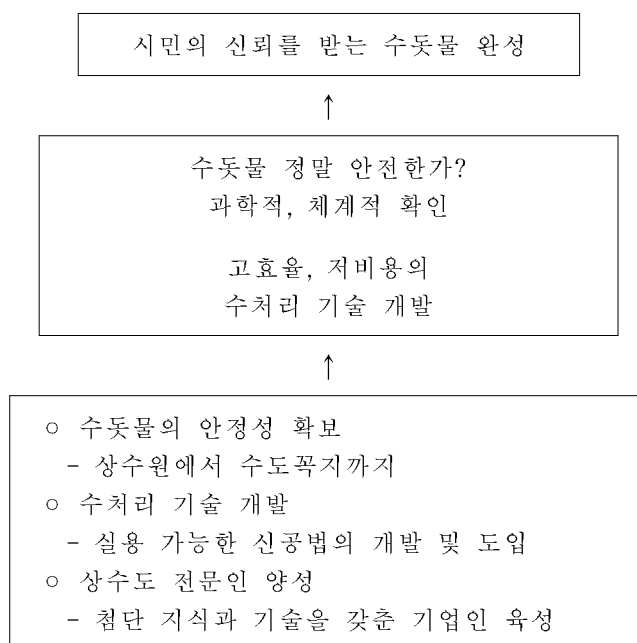 시민의 신뢰를 받는 수돗물 완성
↑
수돗물 정말 안전한가?
과학적, 체계적 확인
고효율, 저비용의
수처리 기술 개발
↑
○ 수돗물의 안정성 확보
- 상수원에서 수도꼭지까지
○ 수처리 기술 개발
- 실용 가능한 신공법의 개발 및 도입
○ 상수도 전문인 양성
- 첨단 지식과 기술을 갖춘 기업인 육성